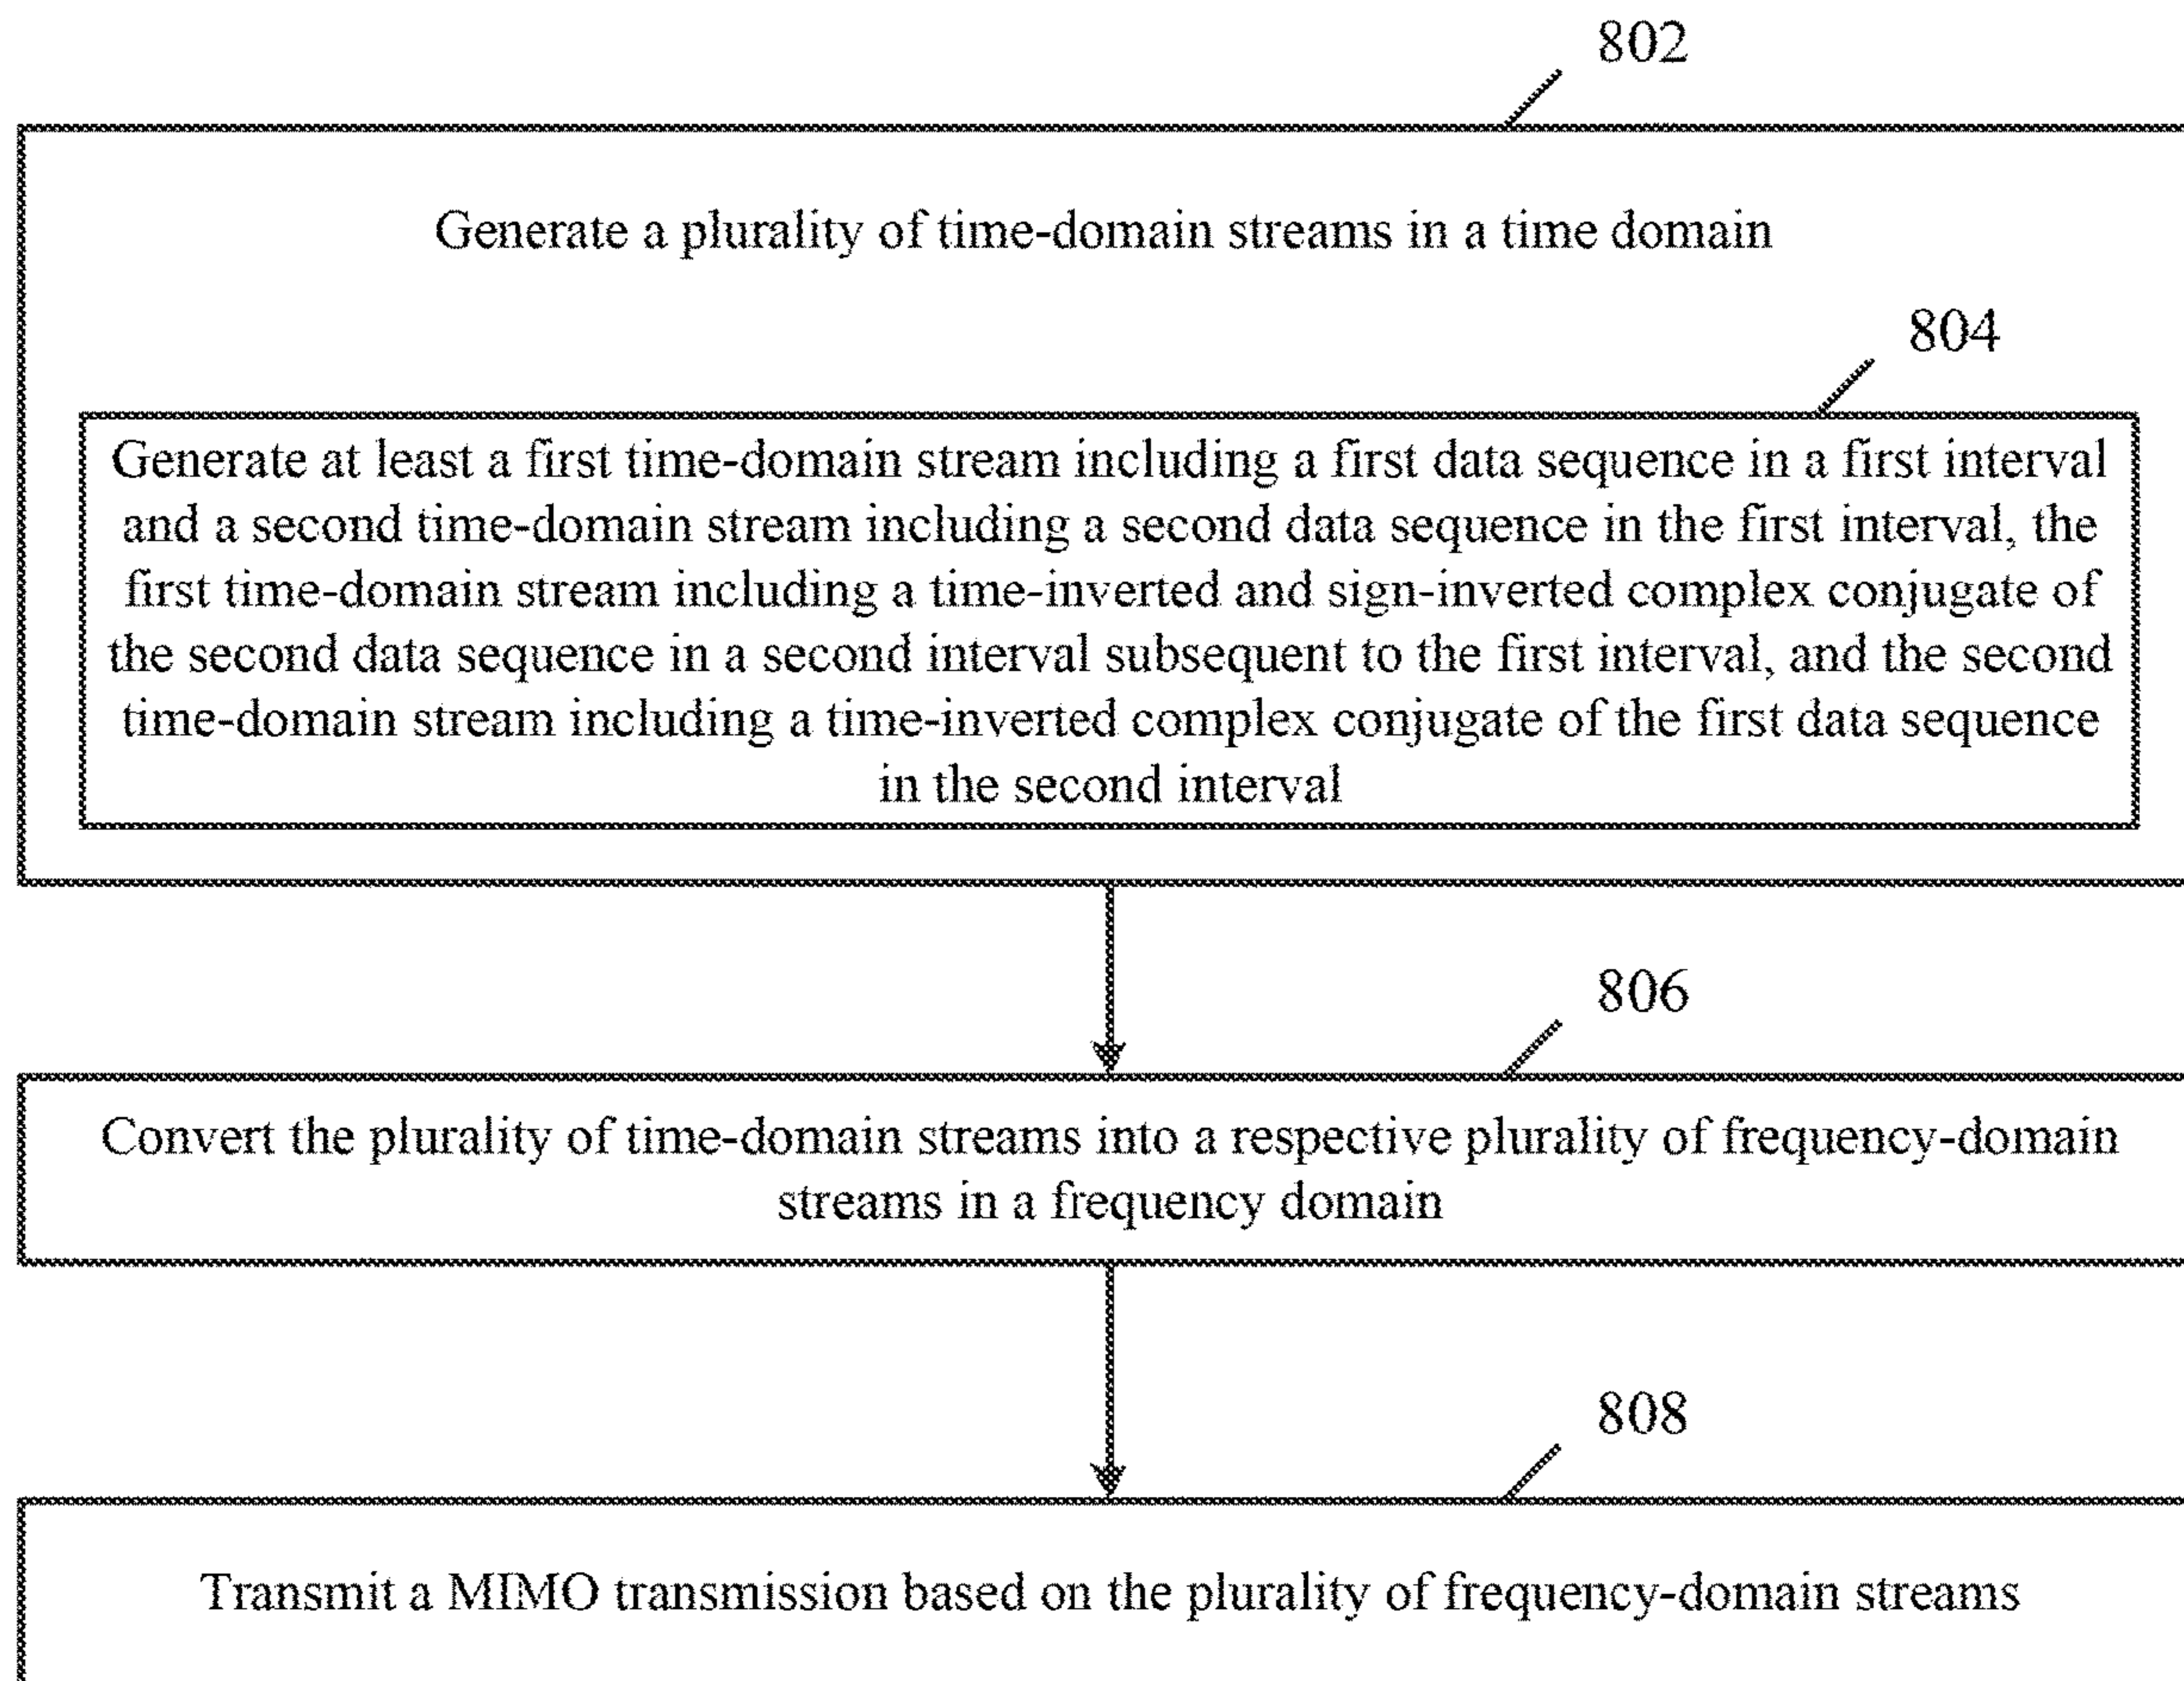 802
Generate a plurality of time-domain streams in a time domain
804
Generate at least a first time-domain stream including a first data sequence in a first interval
and a second time-domain stream including a second data sequence in the first interval, the
first time-domain stream including a time-inverted and sign-inverted complex conjugate of
the second data sequence in a second interval subsequent to the first interval, and the second
time-domain stream including a time-inverted complex conjugate of the first data sequence
in the second interval
806
Convert the plurality of time-domain streams into a respective plurality of frequency-domain
streams in a frequency domain
808
Transmit a MIMO transmission based on the plurality of frequency-domain streams